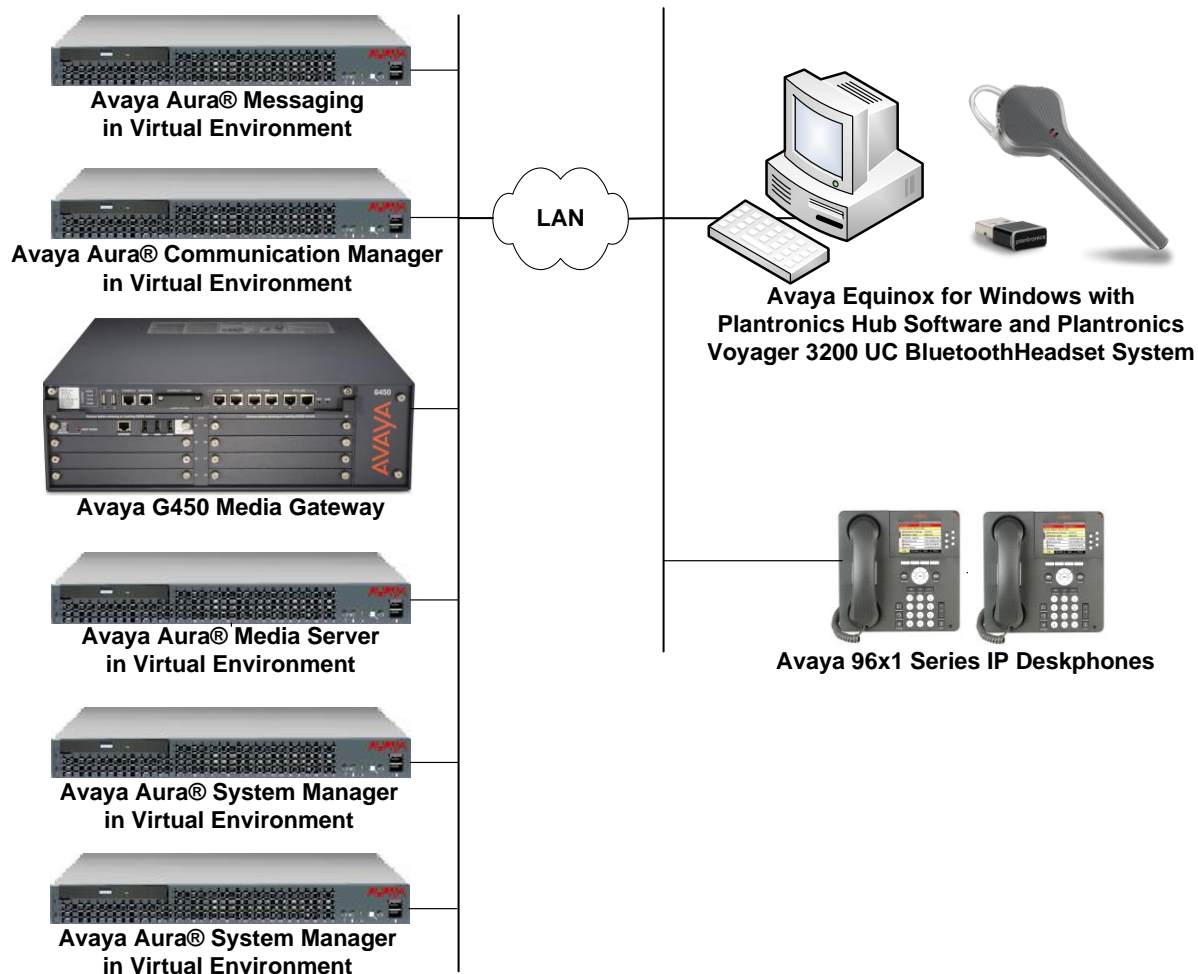 Avaya Aura® Messaging
in Virtual Environment
Avaya Aura® Communication Manager
in Virtual Environment
G450
AVAYA
Avaya G450 Media Gateway
Avaya Aura® Media Server
in Virtual Environment
Avaya Aura® System Manager
in Virtual Environment
Avaya Aura® System Manager
in Virtual Environment
LAN
plantronics
Avaya Equinox for Windows with
Plantronics Hub Software and Plantronics
Voyager 3200 UC BluetoothHeadset System
Avaya 96x1 Series IP Deskphones